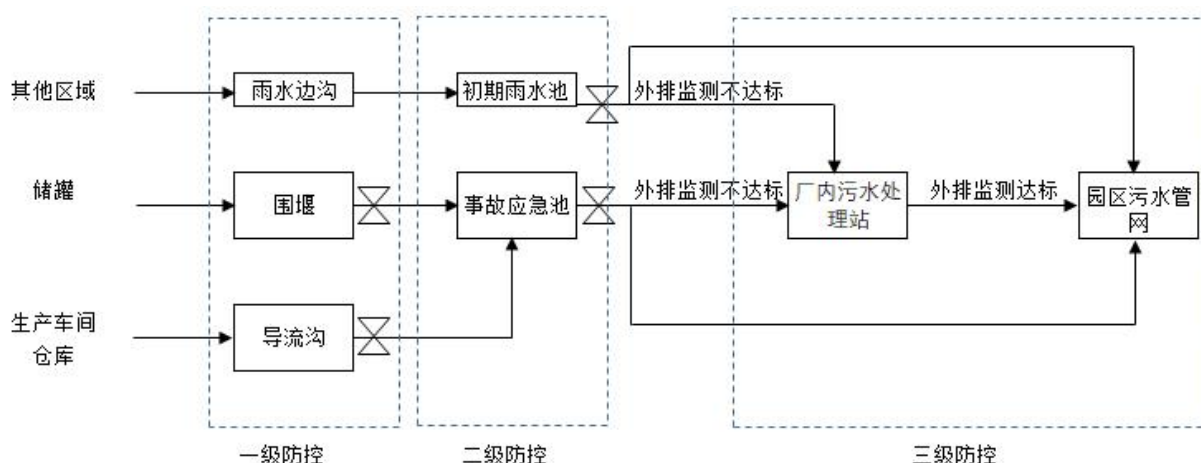 其他区域
雨水边沟
初期雨水池
外排监测不达标
储罐
围堰
事故应急池
外排监测不达标
厂内污水处
理站
外排监测达标
园区污水管
网
生产车间
仓库
导流沟
一级防控
二级防控
三级防控